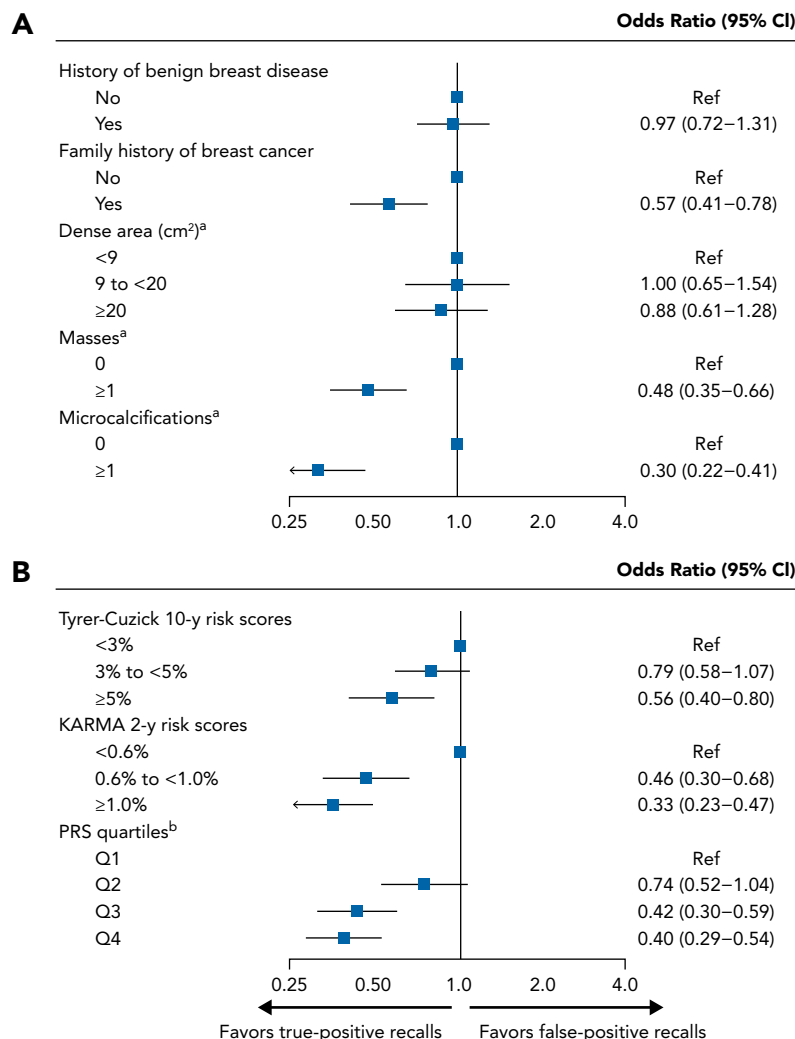 A
Odds Ratio (95% CI)
History of benign breast disease
No Ref
Yes 0.97 (0.72–1.31)
Family history of breast cancer
No Ref
Yes 0.57 (0.41–0.78)
Dense area (cm²)ᵃ
<9 Ref
9 to <20 1.00 (0.65–1.54)
≥20 0.88 (0.61–1.28)
Massesᵃ
0 Ref
≥1 0.48 (0.35–0.66)
Microcalcificationsᵃ
0 Ref
≥1 0.30 (0.22–0.41)
0.25 0.50 1.0 2.0 4.0
B
Odds Ratio (95% CI)
Tyrer-Cuzick 10-y risk scores
<3% Ref
3% to <5% 0.79 (0.58–1.07)
≥5% 0.56 (0.40–0.80)
KARMA 2-y risk scores
<0.6% Ref
0.6% to <1.0% 0.46 (0.30–0.68)
≥1.0% 0.33 (0.23–0.47)
PRS quartilesᵇ
Q1 Ref
Q2 0.74 (0.52–1.04)
Q3 0.42 (0.30–0.59)
Q4 0.40 (0.29–0.54)
0.25 0.50 1.0 2.0 4.0
Favors true-positive recalls Favors false-positive recalls